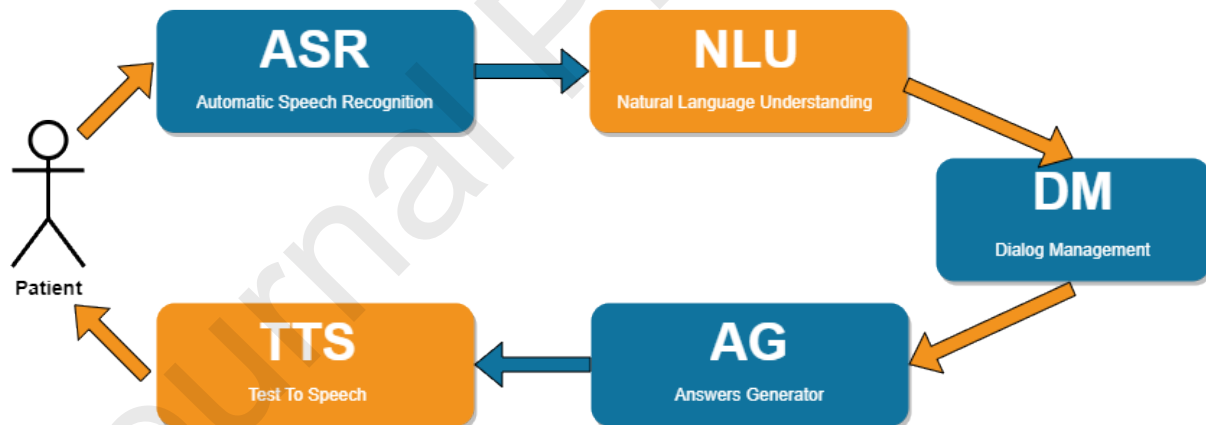 ASR
Automatic Speech Recognition
NLU
Natural Language Understanding
DM
Dialog Management
Patient
TTS
Test To Speech
AG
Answers Generator
urnal P